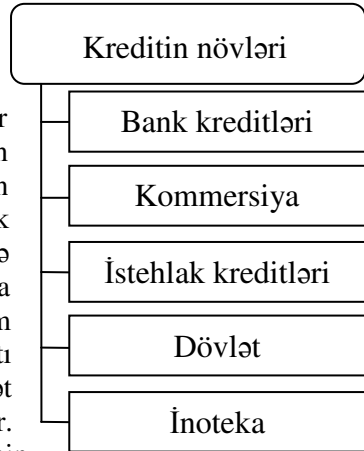 Kreditin növləri
Bank kreditləri
Kommersiya
İstehlak kreditləri
Dövlət
İnoteka